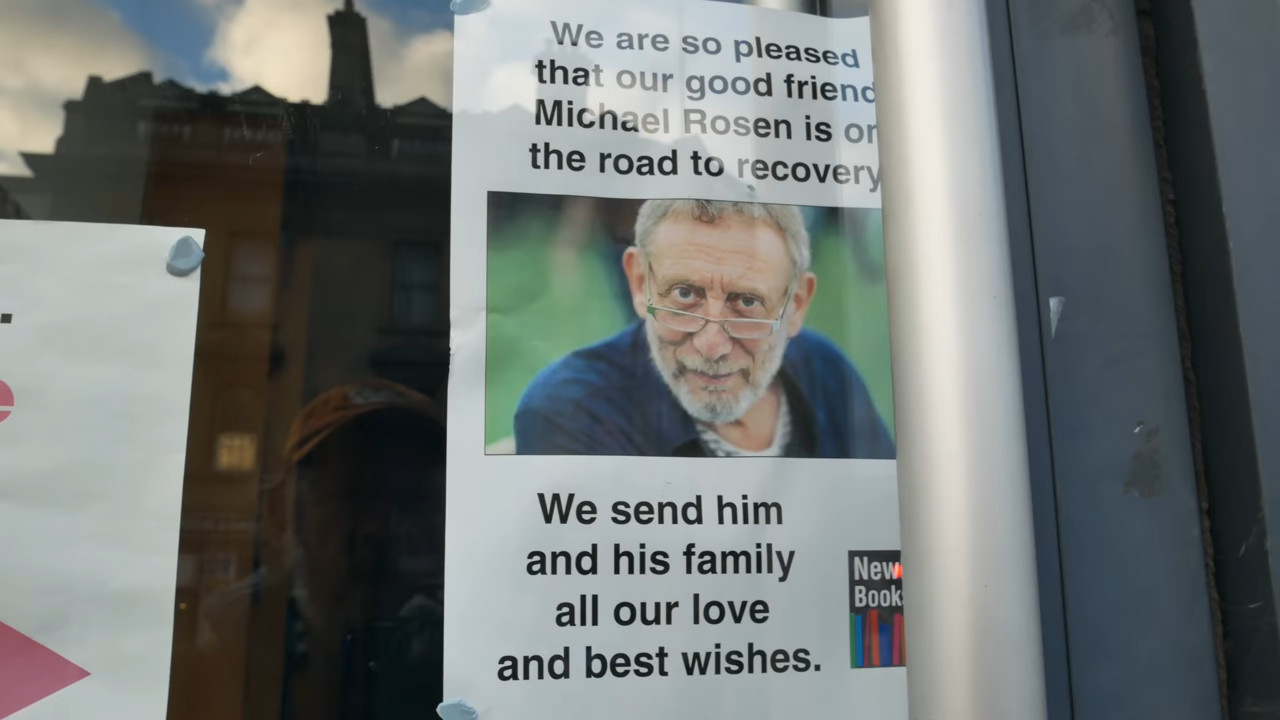 We are so pleased
that our good friend
Michael Rosen is on
the road to recovery
We send him
and his family
all our love
and best wishes.
New
Book